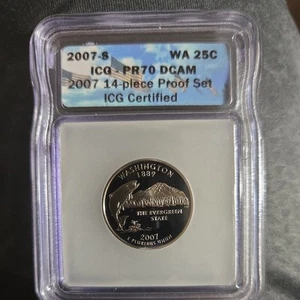 2007-S WA 25C
ICG - PR70 DCAM
2007 14-piece Proof Set
ICG Certified
WASHINGTON
1889
THE EVERGREEN
STATE
2007
E PLURIBUS UNUM